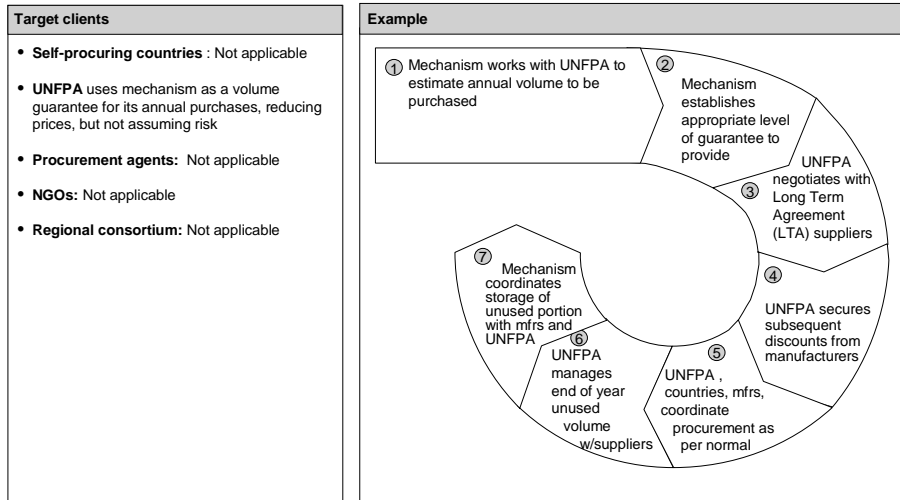 Target clients
• Self-procuring countries : Not applicable
• UNFPA uses mechanism as a volume
guarantee for its annual purchases, reducing
prices, but not assuming risk
• Procurement agents: Not applicable
• NGOs: Not applicable
• Regional consortium: Not applicable
Example
1 Mechanism works with UNFPA to
estimate annual volume to be
purchased
2
Mechanism
establishes
appropriate level
of guarantee to
provide
3
UNFPA
negotiates with
Long Term
Agreement
(LTA) suppliers
4
UNFPA secures
subsequent
discounts from
manufacturers
5
UNFPA ,
countries, mfrs,
coordinate
procurement as
per normal
6
UNFPA
manages
end of year
unused
volume
w/suppliers
7
Mechanism
coordinates
storage of
unused portion
with mfrs and
UNFPA